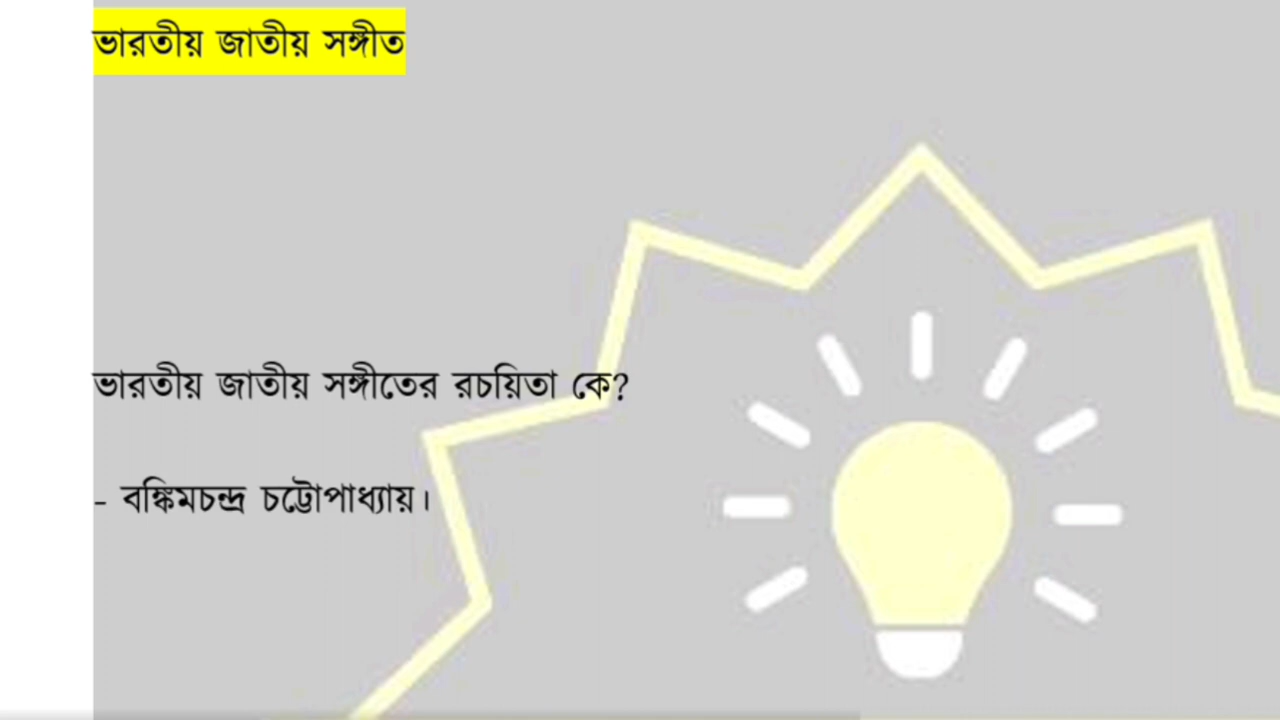 ভারতীয় জাতীয় সঙ্গীত
ভারতীয় জাতীয় সঙ্গীতের রচয়িতা কে?
- বঙ্কিমচন্দ্র চট্টোপাধ্যায়।